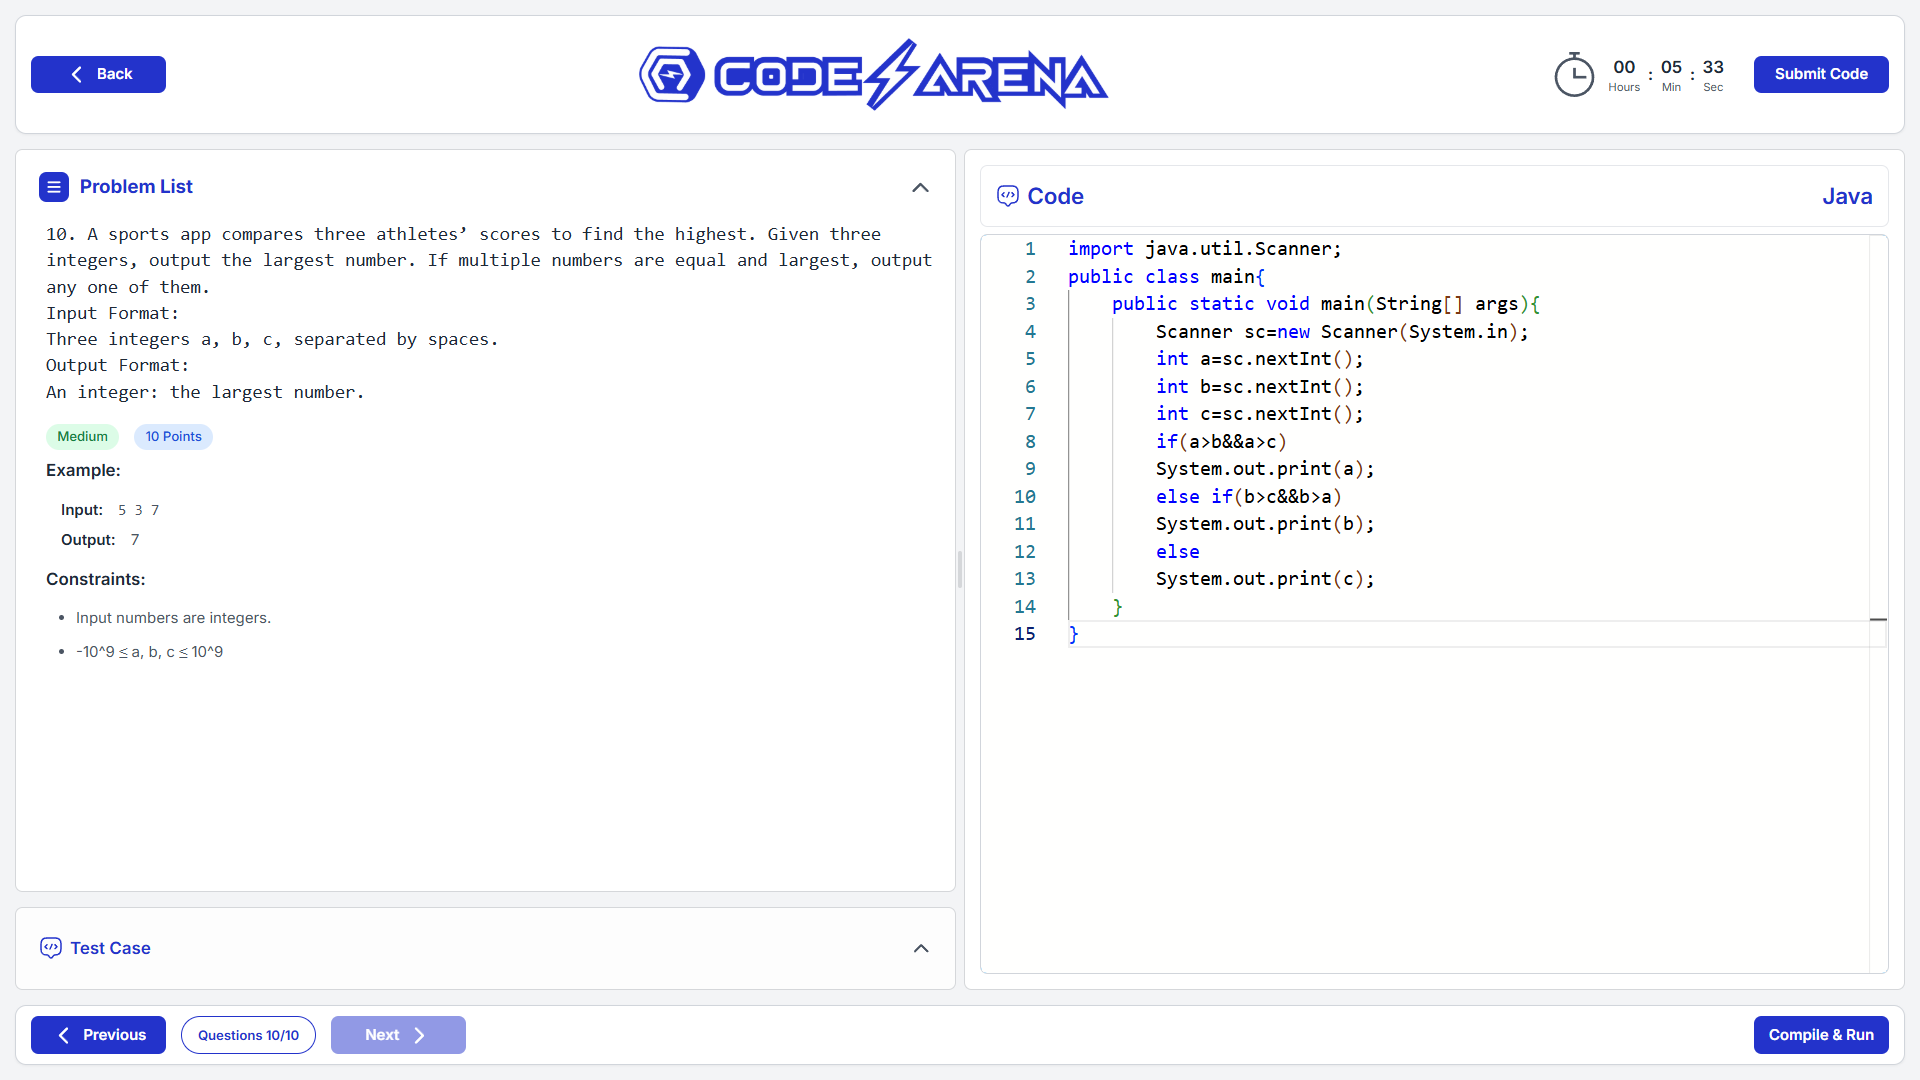 Back
CODE ARENA
00 : 05 : 33
Hours Min Sec
Submit Code
Problem List
10. A sports app compares three athletes’ scores to find the highest. Given three
integers, output the largest number. If multiple numbers are equal and largest, output
any one of them.
Input Format:
Three integers a, b, c, separated by spaces.
Output Format:
An integer: the largest number.
Medium 10 Points
Example:
Input: 5 3 7
Output: 7
Constraints:
• Input numbers are integers.
• -10^9 ≤ a, b, c ≤ 10^9
Test Case
Code
Java
1 import java.util.Scanner;
2 public class main{
3 public static void main(String[] args){
4 Scanner sc=new Scanner(System.in);
5 int a=sc.nextInt();
6 int b=sc.nextInt();
7 int c=sc.nextInt();
8 if(a>b&&a>c)
9 System.out.print(a);
10 else if(b>c&&b>a)
11 System.out.print(b);
12 else
13 System.out.print(c);
14 }
15 }
Previous
Questions 10/10
Next
Compile & Run